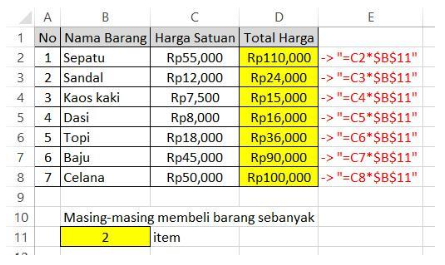 A B C D E
1 No Nama Barang Harga Satuan Total Harga
2 1 Sepatu Rp55,000 Rp110,000 -> "=C2*$B$11"
3 2 Sandal Rp12,000 Rp24,000 -> "=C3*$B$11"
4 3 Kaos kaki Rp7,500 Rp15,000 -> "=C4*$B$11"
5 4 Dasi Rp8,000 Rp16,000 -> "=C5*$B$11"
6 5 Topi Rp18,000 Rp36,000 -> "=C6*$B$11"
7 6 Baju Rp45,000 Rp90,000 -> "=C7*$B$11"
8 7 Celana Rp50,000 Rp100,000 -> "=C8*$B$11"
9
10 Masing-masing membeli barang sebanyak
11 2 item